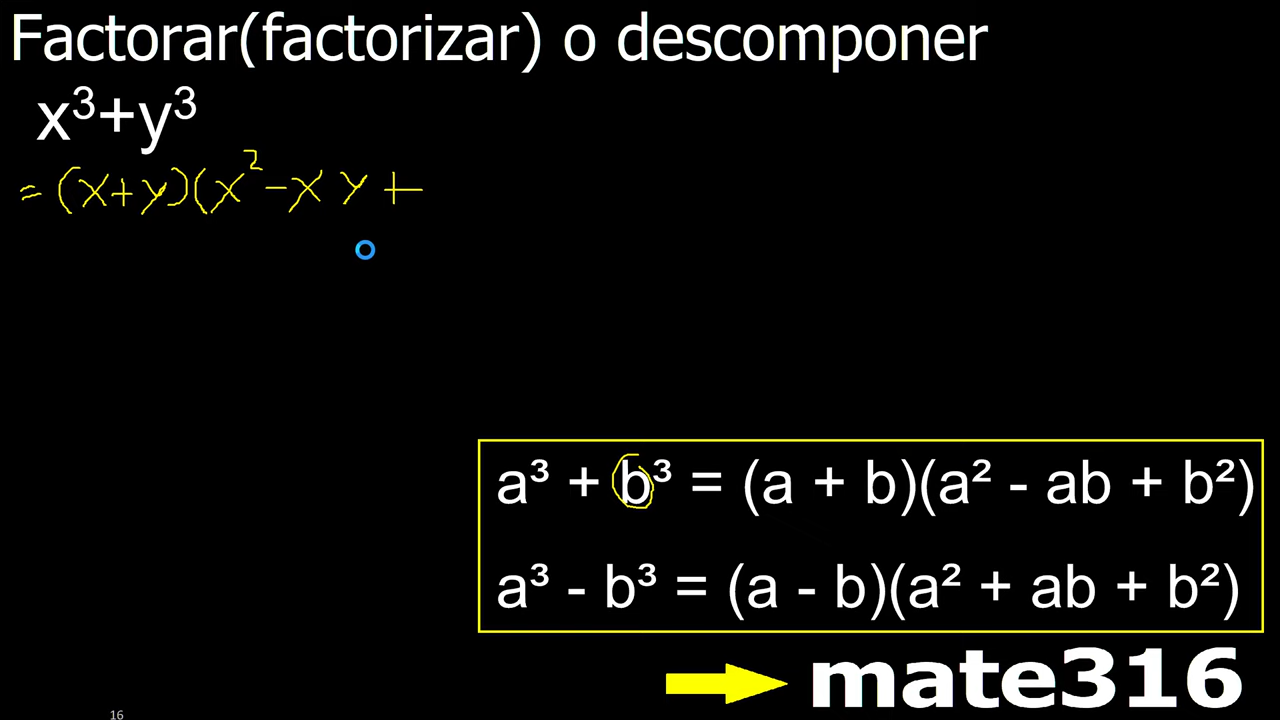 Factorar(factorizar) o descomponer
x³+y³
= (x+y)(x²-xy+
a³ + b³ = (a + b)(a² - ab + b²)
a³ - b³ = (a - b)(a² + ab + b²)
mate316
16